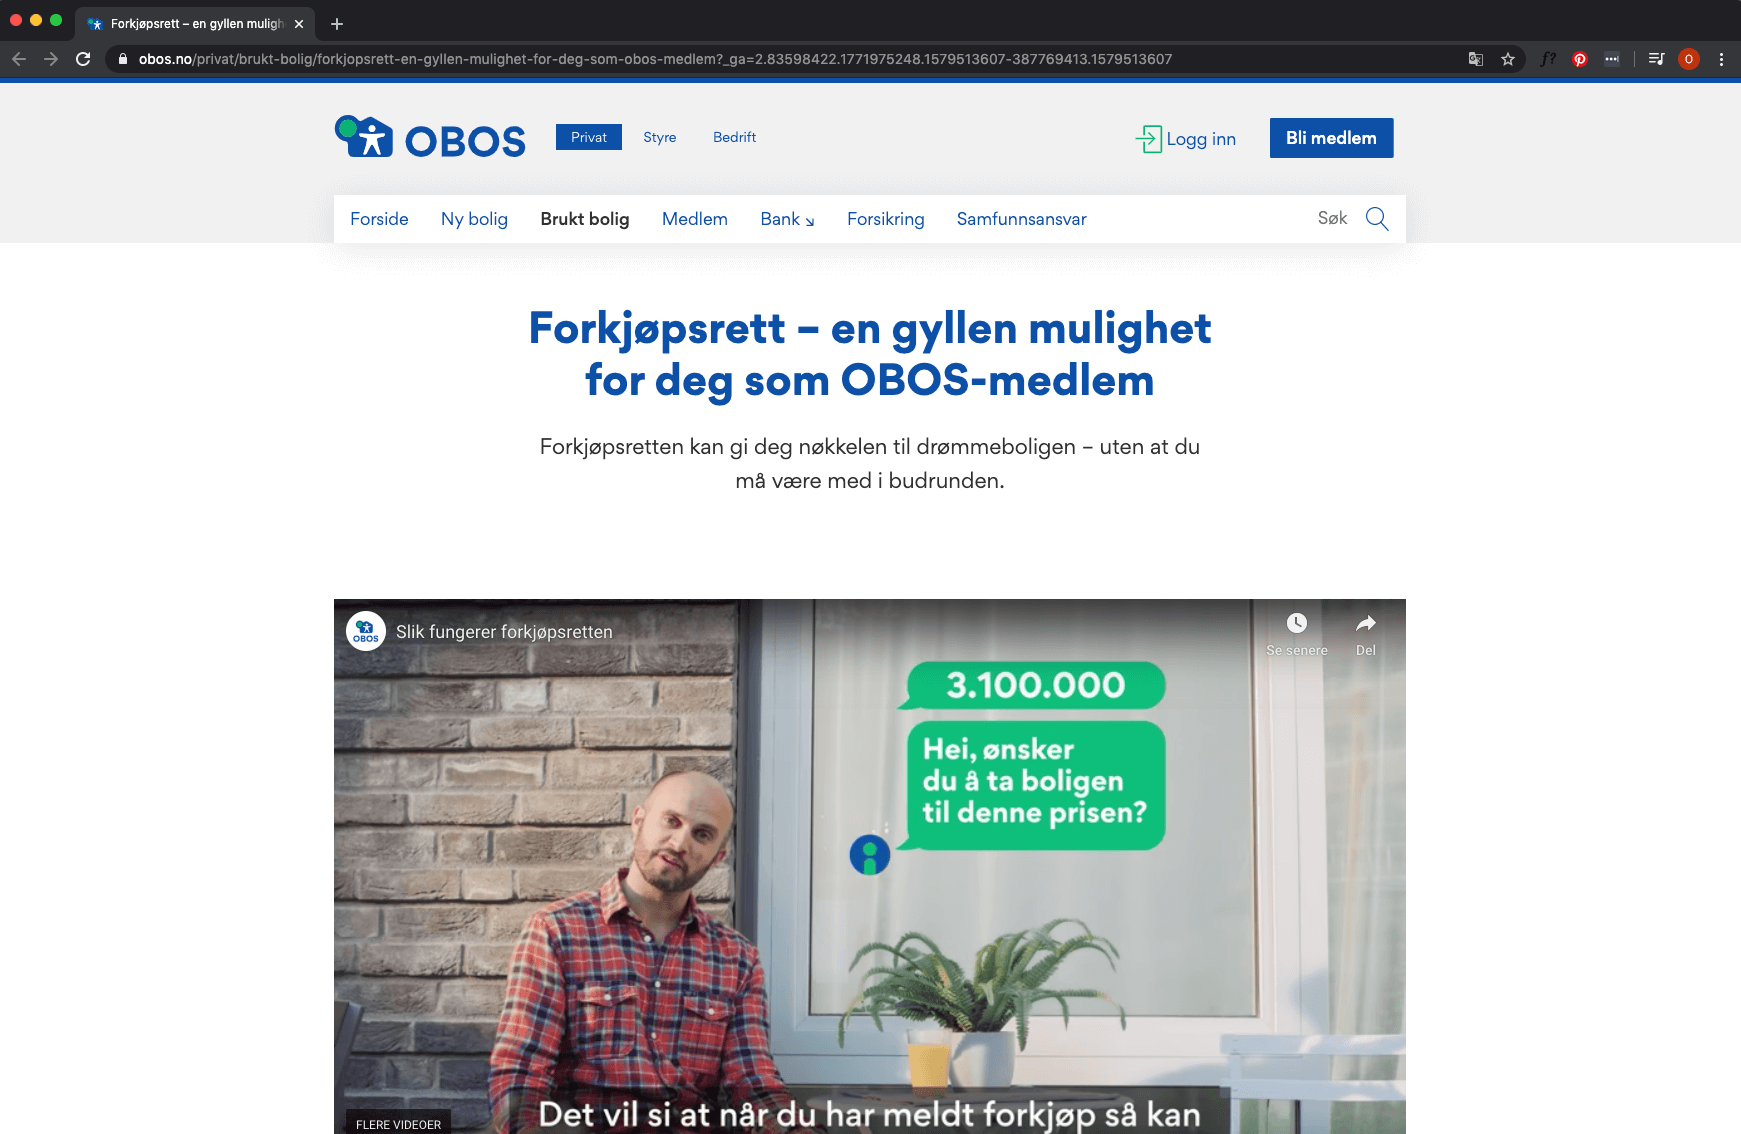 Forkjøpsrett – en gyllen muligh
obos.no/privat/brukt-bolig/forkjopsrett-en-gyllen-mulighet-for-deg-som-obos-medlem?_ga=2.83598422.1771975248.1579513607-387769413.1579513607
f?
O
OBOS
Privat
Styre
Bedrift
Logg inn
Bli medlem
Forside
Ny bolig
Brukt bolig
Medlem
Bank
Forsikring
Samfunnsansvar
Søk
Forkjøpsrett – en gyllen mulighet
for deg som OBOS-medlem
Forkjøpsretten kan gi deg nøkkelen til drømmeboligen – uten at du
må være med i budrunden.
OBOS
Slik fungerer forkjøpsretten
Se senere
Del
3.100.000
Hei, ønsker
du å ta boligen
til denne prisen?
Det vil si at når du har meldt forkjøp så kan
FLERE VIDEOER